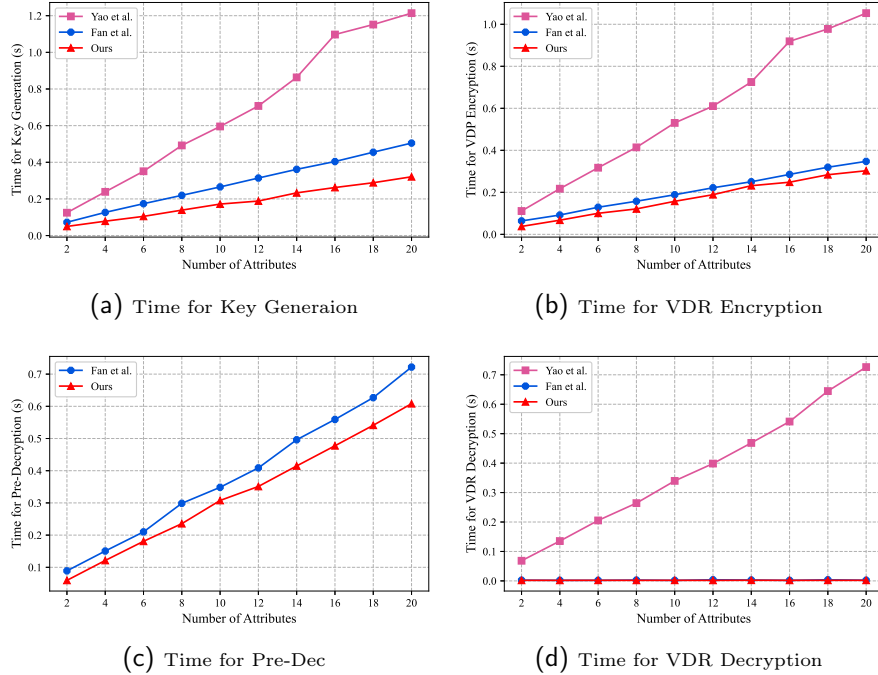 Time for Key Generation (s)
1.2
1.0
0.8
0.6
0.4
0.2
0.0
Yao et al.
Fan et al.
Ours
2 4 6 8 10 12 14 16 18 20
Number of Attributes
(a) Time for Key Generaion
Time for VDP Encryption (s)
1.0
0.8
0.6
0.4
0.2
0.0
Yao et al.
Fan et al.
Ours
2 4 6 8 10 12 14 16 18 20
Number of Attributes
(b) Time for VDR Encryption
Time for Pre-Decryption (s)
0.7
0.6
0.5
0.4
0.3
0.2
0.1
Fan et al.
Ours
2 4 6 8 10 12 14 16 18 20
Number of Attributes
(c) Time for Pre-Dec
Time for VDR Decryption (s)
0.7
0.6
0.5
0.4
0.3
0.2
0.1
0.0
Yao et al.
Fan et al.
Ours
2 4 6 8 10 12 14 16 18 20
Number of Attributes
(d) Time for VDR Decryption